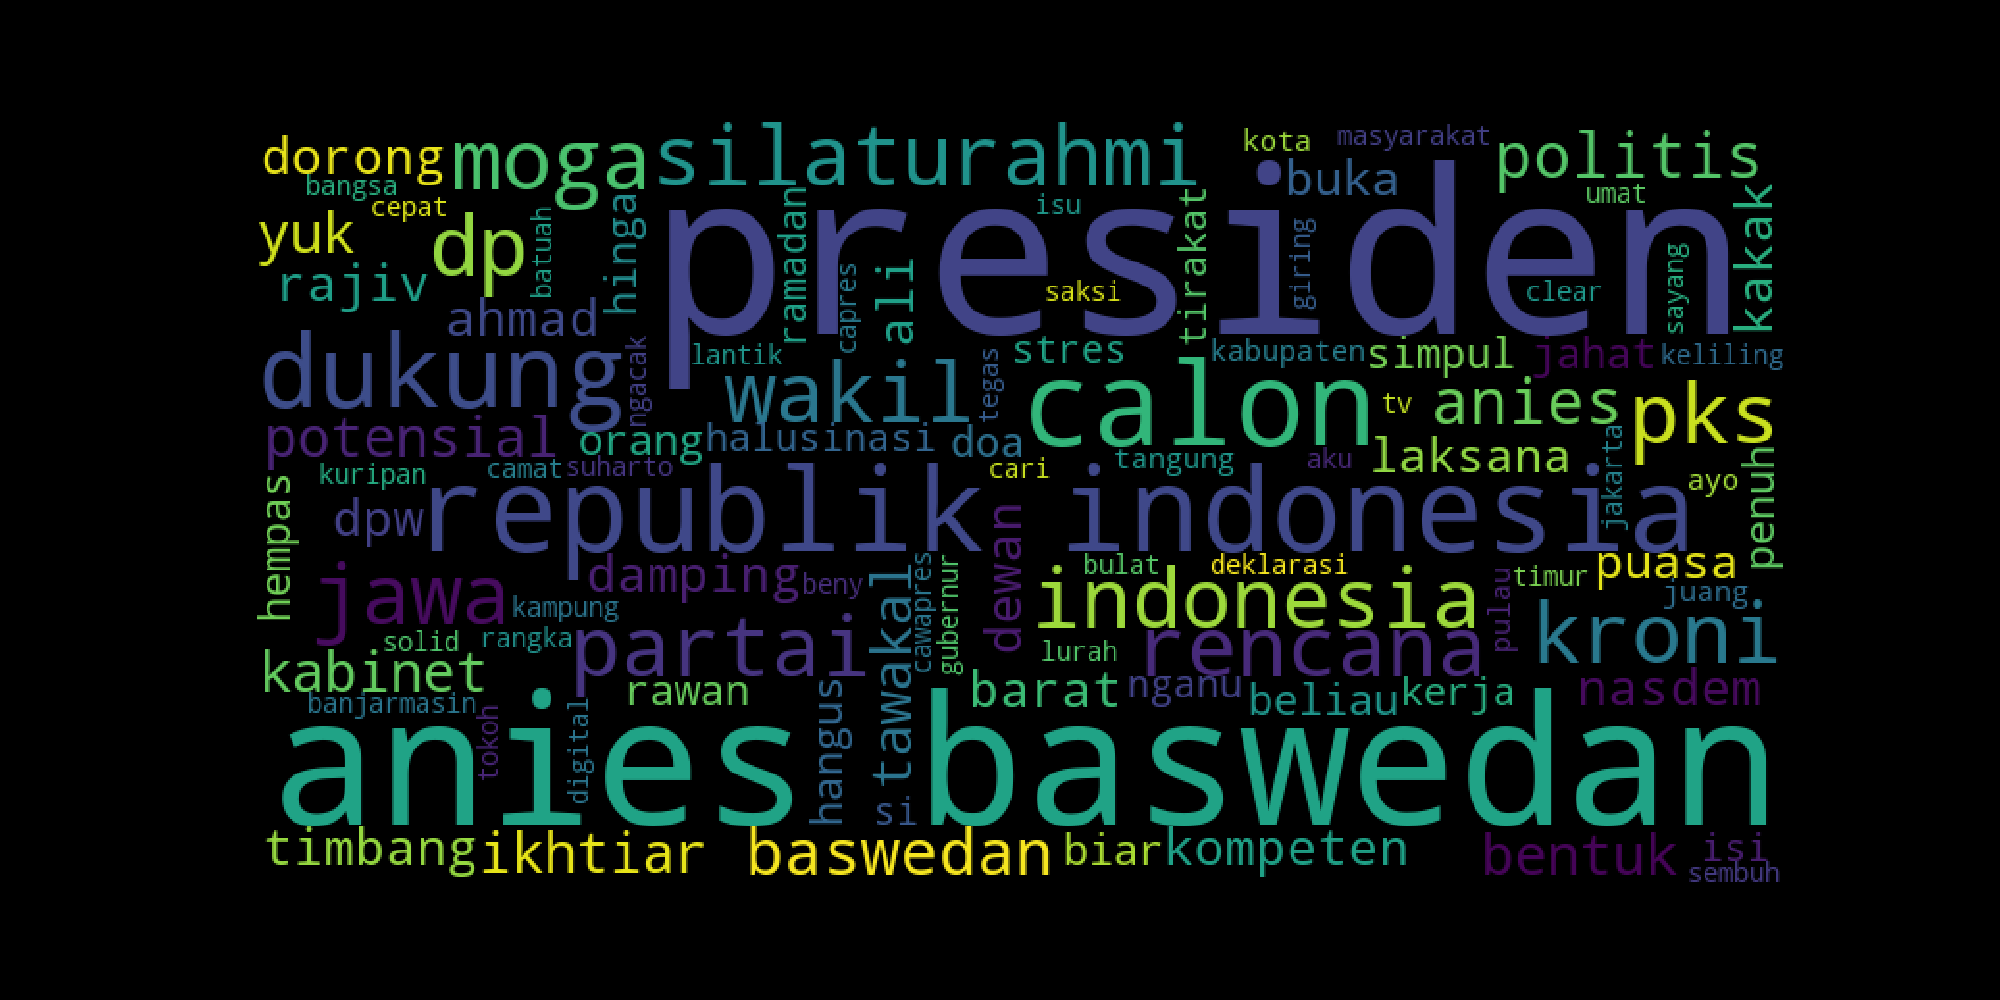 dorong moga silaturahmi kota masyarakat politis
bangsa buka umat
cepat isu
yuk dp batuah hinga ramadan presiden tirakat giring sayang kakak
rajiv capres ali saksi clear
ahmad
dukung ngacak lantik wakil tegas stres kabupaten simpul jahat keliling
calon tv anies pks
potensial orang halusinasi doa
kuripan camat suharto cari tangung aku laksana jakarta ayo penuh
hempas dpw republik indonesia
dewan
jawa damping beny cawapres gubernur bulat deklarasi timur puasa
kampung tawakal indonesia pulau juang
solid rangka partai lurah rencana kroni
kabinet rawan barat nganu beliau kerja nasdem
banjarmasin tokoh digital hangus
anies si baswedan
timbang ikhtiar baswedan biar kompeten bentuk isi
sembuh